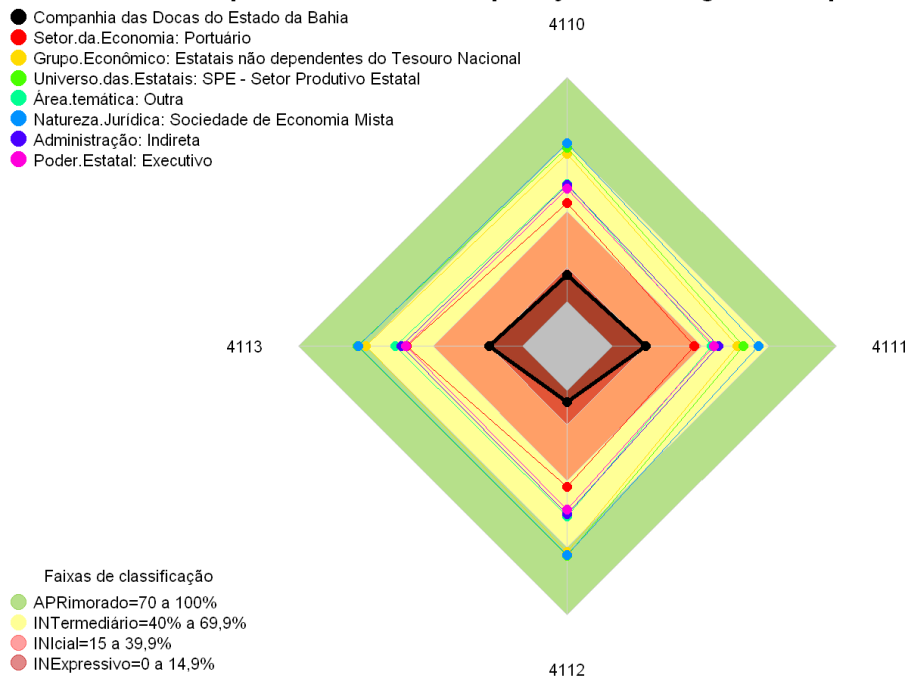 Companhia das Docas do Estado da Bahia
Setor.da.Economia: Portuário
Grupo.Econômico: Estatais não dependentes do Tesouro Nacional
Universo.das.Estatais: SPE - Setor Produtivo Estatal
Área.temática: Outra
Natureza.Jurídica: Sociedade de Economia Mista
Administração: Indireta
Poder.Estatal: Executivo
4110
4113
4111
4112
Faixas de classificação
APRimorado=70 a 100%
INTermediário=40% a 69,9%
INIcial=15 a 39,9%
INExpressivo=0 a 14,9%